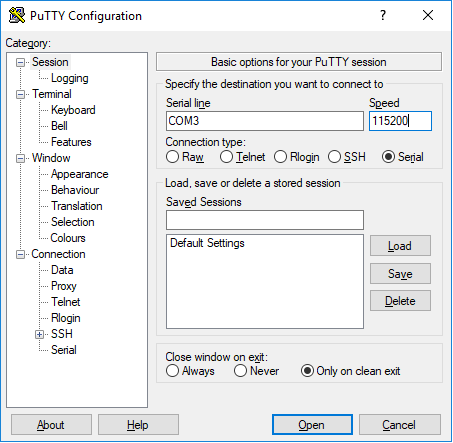 PuTTY Configuration
Category:
Session
Logging
Terminal
Keyboard
Bell
Features
Window
Appearance
Behaviour
Translation
Selection
Colours
Connection
Data
Proxy
Telnet
Rlogin
SSH
Serial
Basic options for your PuTTY session
Specify the destination you want to connect to
Serial line Speed
COM3 115200
Connection type:
Raw Telnet Rlogin SSH Serial
Load, save or delete a stored session
Saved Sessions
Default Settings
Load
Save
Delete
Close window on exit:
Always Never Only on clean exit
About Help Open Cancel